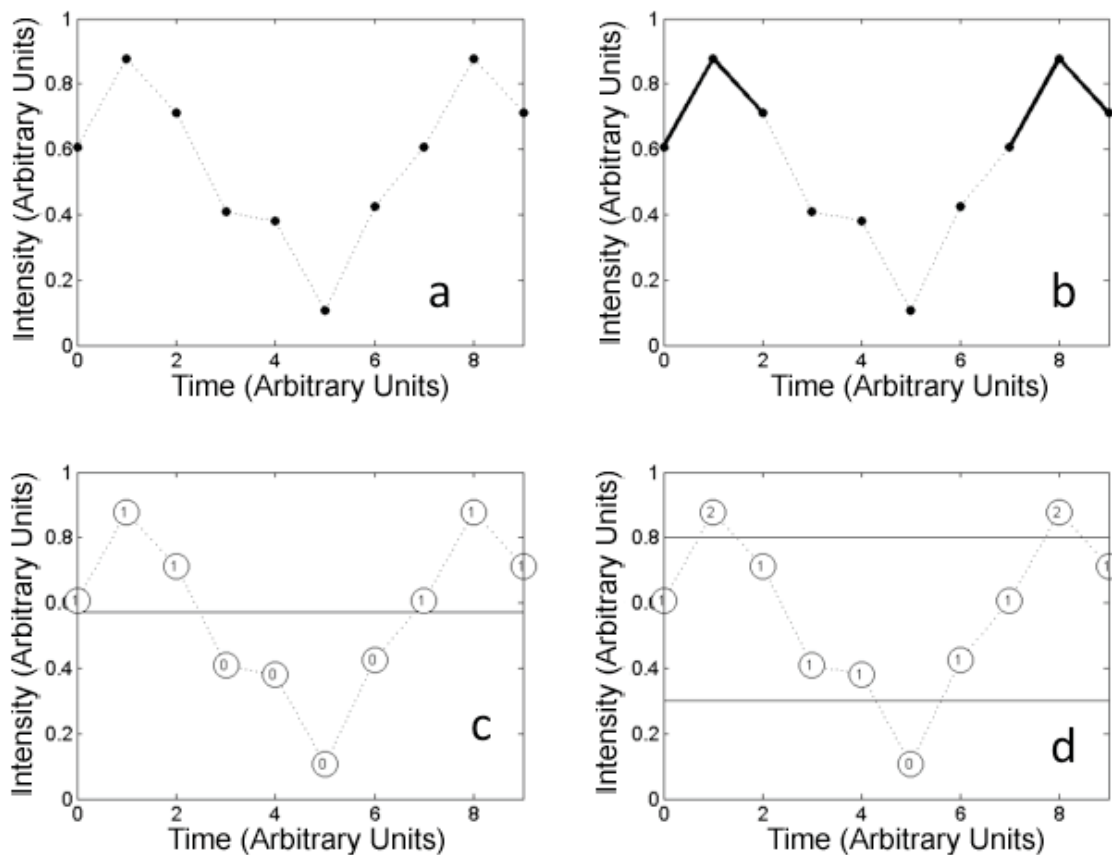 1
0.8
0.6
0.4
0.2
0
0 2 4 6 8
Intensity (Arbitrary Units)
Time (Arbitrary Units)
a
1
0.8
0.6
0.4
0.2
0
0 2 4 6 8
Intensity (Arbitrary Units)
Time (Arbitrary Units)
b
1
0.8
0.6
0.4
0.2
0
0 2 4 6 8
Intensity (Arbitrary Units)
Time (Arbitrary Units)
1 1 1 0 0 0 0 1 1 1
c
1
0.8
0.6
0.4
0.2
0
0 2 4 6 8
Intensity (Arbitrary Units)
Time (Arbitrary Units)
1 2 1 1 1 0 1 1 2 1
d